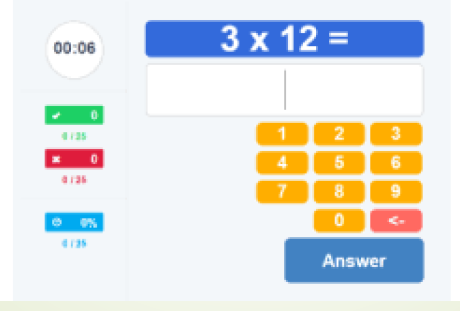 00:06
3 x 12 =
✔ 0
0 / 25
✖ 0
0 / 25
0%
0 / 25
1 2 3
4 5 6
7 8 9
0 <-
Answer